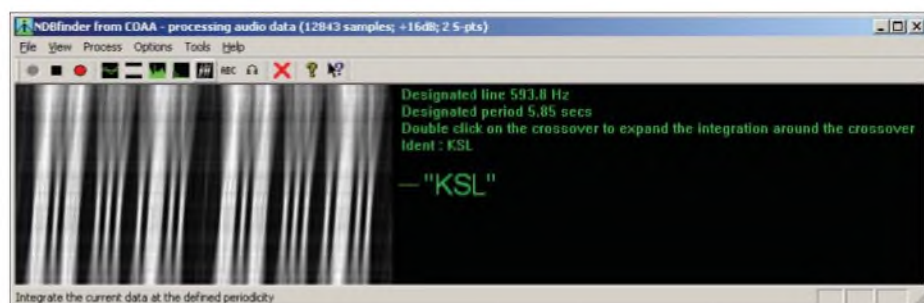 NDBfinder from CDAA - processing audio data (12843 samples; +16dB; 2 S-pts)
File View Process Options Tools Help
ABC
Designated line 593.8 Hz
Designated period 5.85 secs
Double click on the crossover to expand the integration around the crossover
Ident : KSL
— "KSL"
Integrate the current data at the defined periodicity